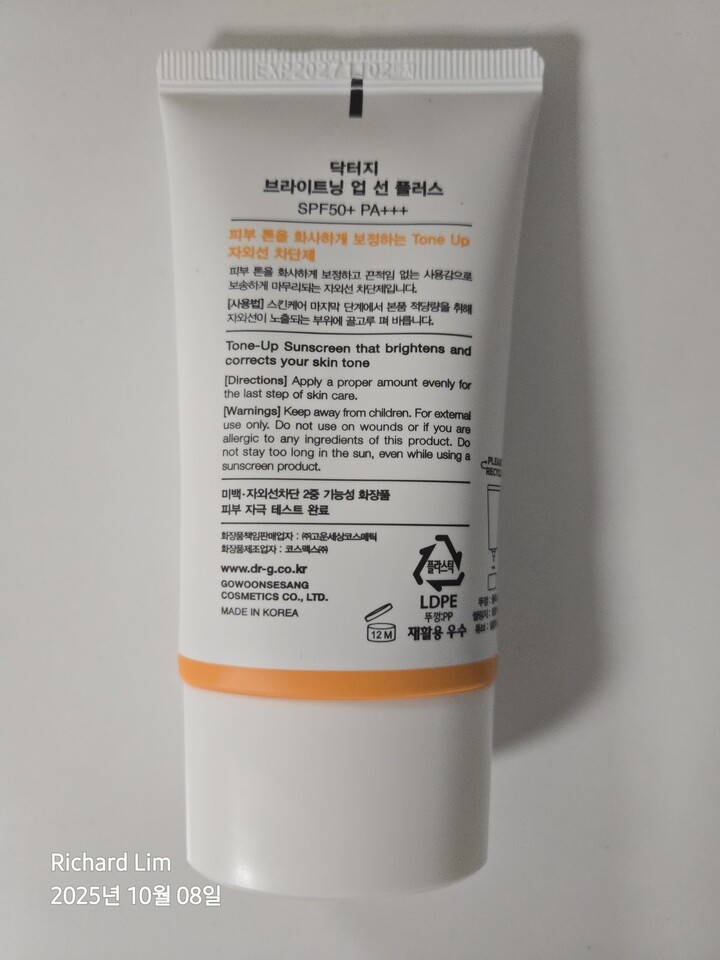 EXP20271102
닥터지
브라이트닝 업 선 플러스
SPF50+ PA+++
피부 톤을 화사하게 보정하는 Tone Up
자외선 차단제
피부 톤을 화사하게 보정하고 끈적임 없는 사용감으로
보송하게 마무리되는 자외선 차단제입니다.
[사용법] 스킨케어 마지막 단계에서 본품 적당량을 취해
자외선이 노출되는 부위에 골고루 펴 바릅니다.
Tone-Up Sunscreen that brightens and
corrects your skin tone
[Directions] Apply a proper amount evenly for
the last step of skin care.
[Warnings] Keep away from children. For external
use only. Do not use on wounds or if you are
allergic to any ingredients of this product. Do
not stay too long in the sun, even while using a
sunscreen product.
미백·자외선차단 2중 기능성 화장품
피부 자극 테스트 완료
화장품책임판매업자 : ㈜고운세상코스메틱
화장품제조업자 : 코스맥스㈜
www.dr-g.co.kr
GOWOONSESANG
COSMETICS CO., LTD.
MADE IN KOREA
12 M
플라스틱
LDPE
뚜껑:PP
재활용 우수
PLEASE
RECYC
뚜껑 :
Richard Lim
2025년 10월 08일